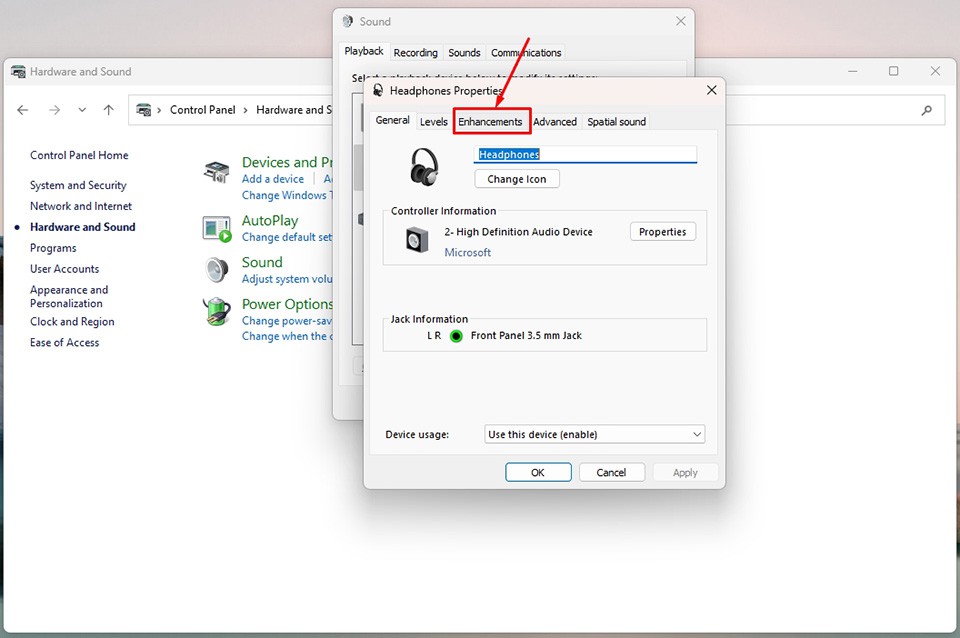 Sound
Playback Recording Sounds Communications
Select a playback device below to modify its settings:
Hardware and Sound
Control Panel > Hardware and S
Control Panel Home
System and Security
Network and Internet
Hardware and Sound
Programs
User Accounts
Appearance and
Personalization
Clock and Region
Ease of Access
Devices and Pr
Add a device
Change Windows T
AutoPlay
Change default set
Sound
Adjust system volu
Power Options
Change power-sav
Change when the c
Headphones Properties
General Levels Enhancements Advanced Spatial sound
Headphones
Change Icon
Controller Information
2- High Definition Audio Device
Properties
Microsoft
Jack Information
L R Front Panel 3.5 mm Jack
Device usage: Use this device (enable)
OK Cancel Apply